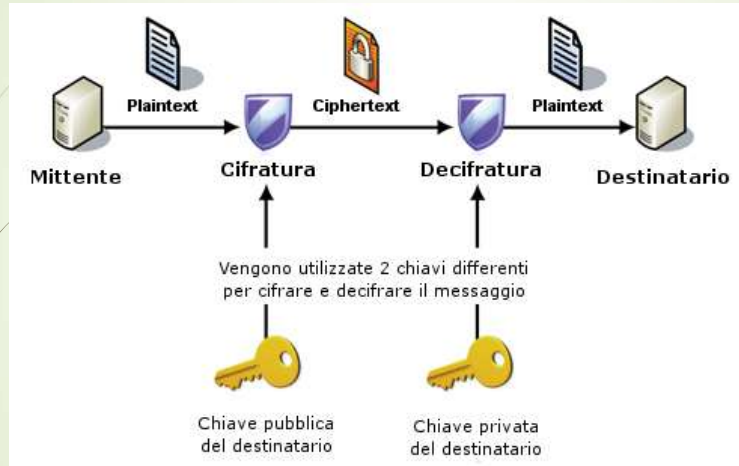 Plaintext
Ciphertext
Plaintext
Mittente
Cifratura
Decifratura
Destinatario
Vengono utilizzate 2 chiavi differenti
per cifrare e decifrare il messaggio
Chiave pubblica
del destinatario
Chiave privata
del destinatario